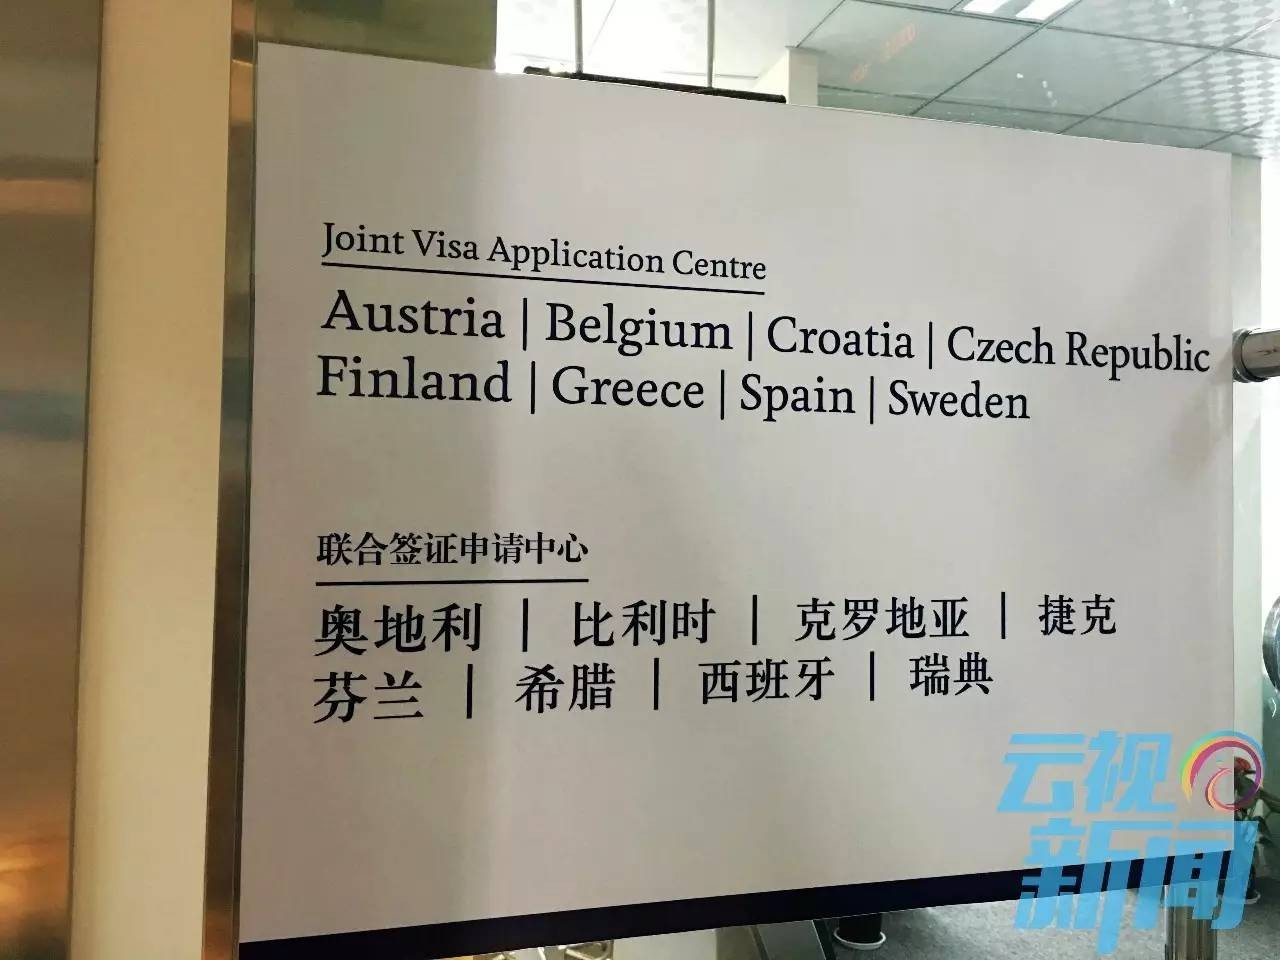 Joint Visa Application Centre
Austria | Belgium | Croatia | Czech Republic
Finland | Greece | Spain | Sweden
联合签证申请中心
奥地利 | 比利时 | 克罗地亚 | 捷克
芬兰 | 希腊 | 西班牙 | 瑞典
云视
新闻